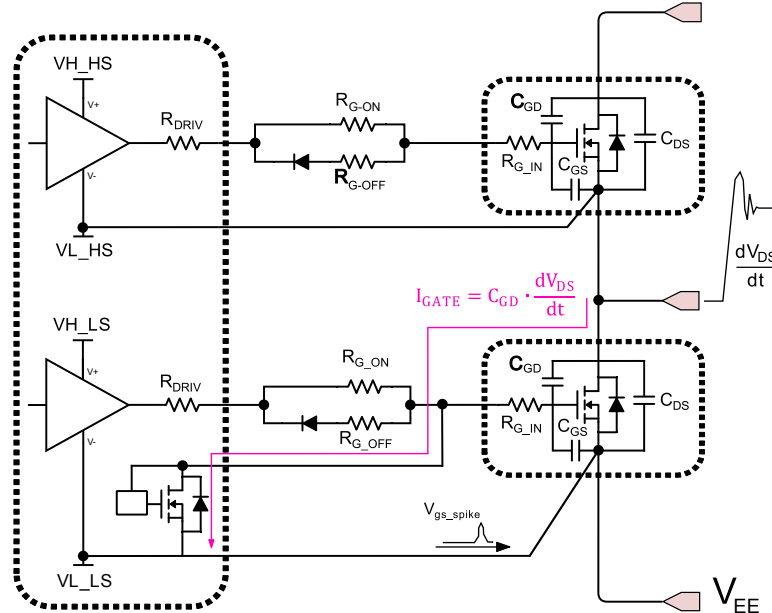 VH_HS
V+
V-
VL_HS
RDRIV
RG-ON
RG-OFF
CGD
RG_IN
CGS
CDS
dVDS
dt
IGATE = CGD · dVDS
dt
VH_LS
V+
V-
VL_LS
RDRIV
RG_ON
RG_OFF
CGD
RG_IN
CGS
CDS
Vgs_spike
VEE